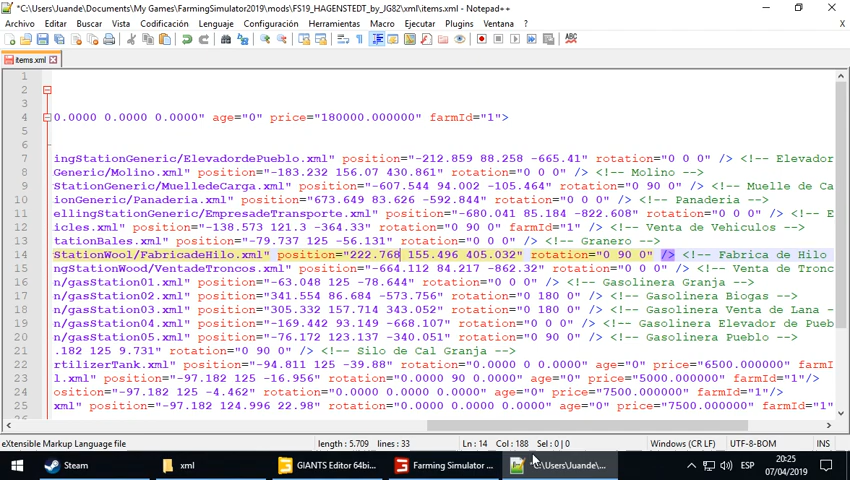 *C:\Users\Juande\Documents\My Games\FarmingSimulator2019\mods\FS19_HAGENSTEDT_by_JG82\xml\items.xml - Notepad++
Archivo Editar Buscar Vista Codificación Lenguaje Configuración Herramientas Macro Ejecutar Plugins Ventana ? X
items.xml
1
2
3
4 0.0000 0.0000 0.0000" age="0" price="180000.000000" farmId="1">
5
6
7 ingStationGeneric/ElevadordePueblo.xml" position="-212.859 88.258 -665.41" rotation="0 0 0" /> <!-- Elevador
8 Generic/Molino.xml" position="-183.232 156.07 430.861" rotation="0 0 0" /> <!-- Molino -->
9 StationGeneric/MuelledeCarga.xml" position="-607.544 94.002 -105.464" rotation="0 90 0" /> <!-- Muelle de Ca
10 ionGeneric/Panaderia.xml" position="673.649 83.626 -592.844" rotation="0 0 0" /> <!-- Panaderia -->
11 ellingStationGeneric/EmpresadeTransporte.xml" position="-680.041 85.184 -822.608" rotation="0 0 0" /> <!-- E
12 icles.xml" position="-138.573 121.3 -364.33" rotation="0 90 0" farmId="1" /> <!-- Venta de Vehiculos -->
13 tationBales.xml" position="-79.737 125 -56.131" rotation="0 0 0" /> <!-- Granero -->
14 StationWool/FabricadeHilo.xml" position="222.768 155.496 405.032" rotation="0 90 0" /> <!-- Fabrica de Hilo
15 ngStationWood/VentadeTroncos.xml" position="-664.112 84.217 -862.32" rotation="0 0 0" /> <!-- Venta de Tronc
16 n/gasStation01.xml" position="-63.048 125 -78.644" rotation="0 0 0" /> <!-- Gasolinera Granja -->
17 n/gasStation02.xml" position="341.554 86.684 -573.756" rotation="0 180 0" /> <!-- Gasolinera Biogas -->
18 n/gasStation03.xml" position="305.332 157.714 343.052" rotation="0 180 0" /> <!-- Gasolinera Venta de Lana -
19 n/gasStation04.xml" position="-169.442 93.149 -668.107" rotation="0 0 0" /> <!-- Gasolinera Elevador de Pueb
20 n/gasStation05.xml" position="-76.172 123.137 -340.051" rotation="0 90 0" /> <!-- Gasolinera Pueblo -->
21 .182 125 9.731" rotation="0 90 0" /> <!-- Silo de Cal Granja -->
22 rtilizerTank.xml" position="-94.811 125 -39.88" rotation="0.0000 0 0.0000" age="0" price="6500.000000" farmI
23 l.xml" position="-97.182 125 -16.956" rotation="0.0000 90 0.0000" age="0" price="5000.000000" farmId="1"/>
24 osition="-97.182 125 -4.462" rotation="0.0000 90 0.0000" age="0" price="7500.000000" farmId="1"/>
25 xml" position="-97.182 124.996 22.98" rotation="0.0000 90 0.0000" age="0" price="7500.000000" farmId="1"
eXtensible Markup Language file length : 5.709 lines : 33 Ln : 14 Col : 188 Sel : 0 | 0 Windows (CR LF) UTF-8-BOM INS
Steam xml GIANTS Editor 64bi... Farming Simulator ... *C:\Users\Juande\... ESP 20:25
07/04/2019